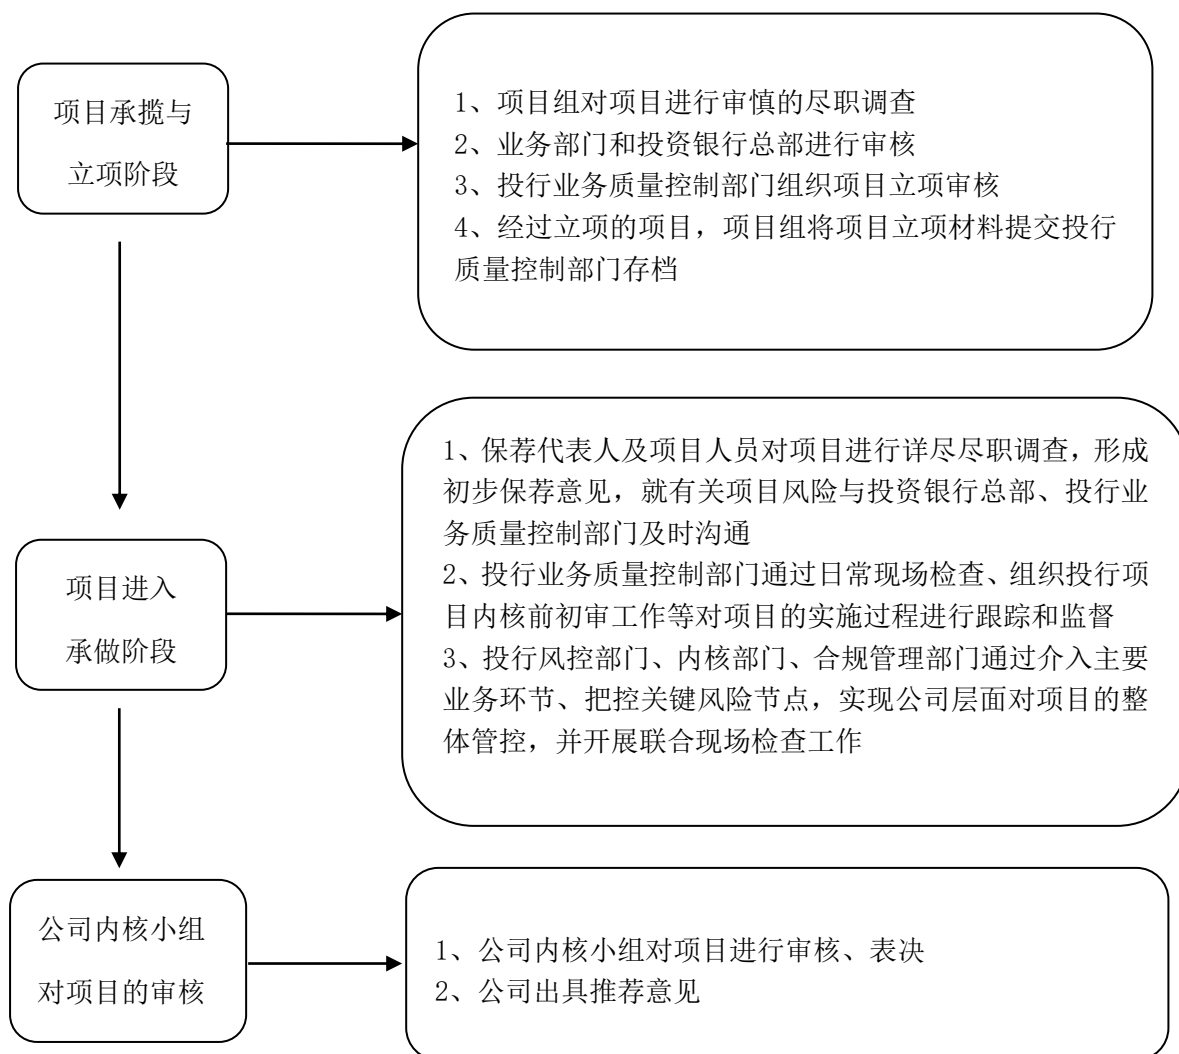 项目承揽与
立项阶段
1、项目组对项目进行审慎的尽职调查
2、业务部门和投资银行总部进行审核
3、投行业务质量控制部门组织项目立项审核
4、经过立项的项目，项目组将项目立项材料提交投行
质量控制部门存档
项目进入
承做阶段
1、保荐代表人及项目人员对项目进行详尽尽职调查，形成
初步保荐意见，就有关项目风险与投资银行总部、投行业
务质量控制部门及时沟通
2、投行业务质量控制部门通过日常现场检查、组织投行项
目内核前初审工作等对项目的实施过程进行跟踪和监督
3、投行风控部门、内核部门、合规管理部门通过介入主要
业务环节、把控关键风险节点，实现公司层面对项目的整
体管控，并开展联合现场检查工作
公司内核小组
对项目的审核
1、公司内核小组对项目进行审核、表决
2、公司出具推荐意见